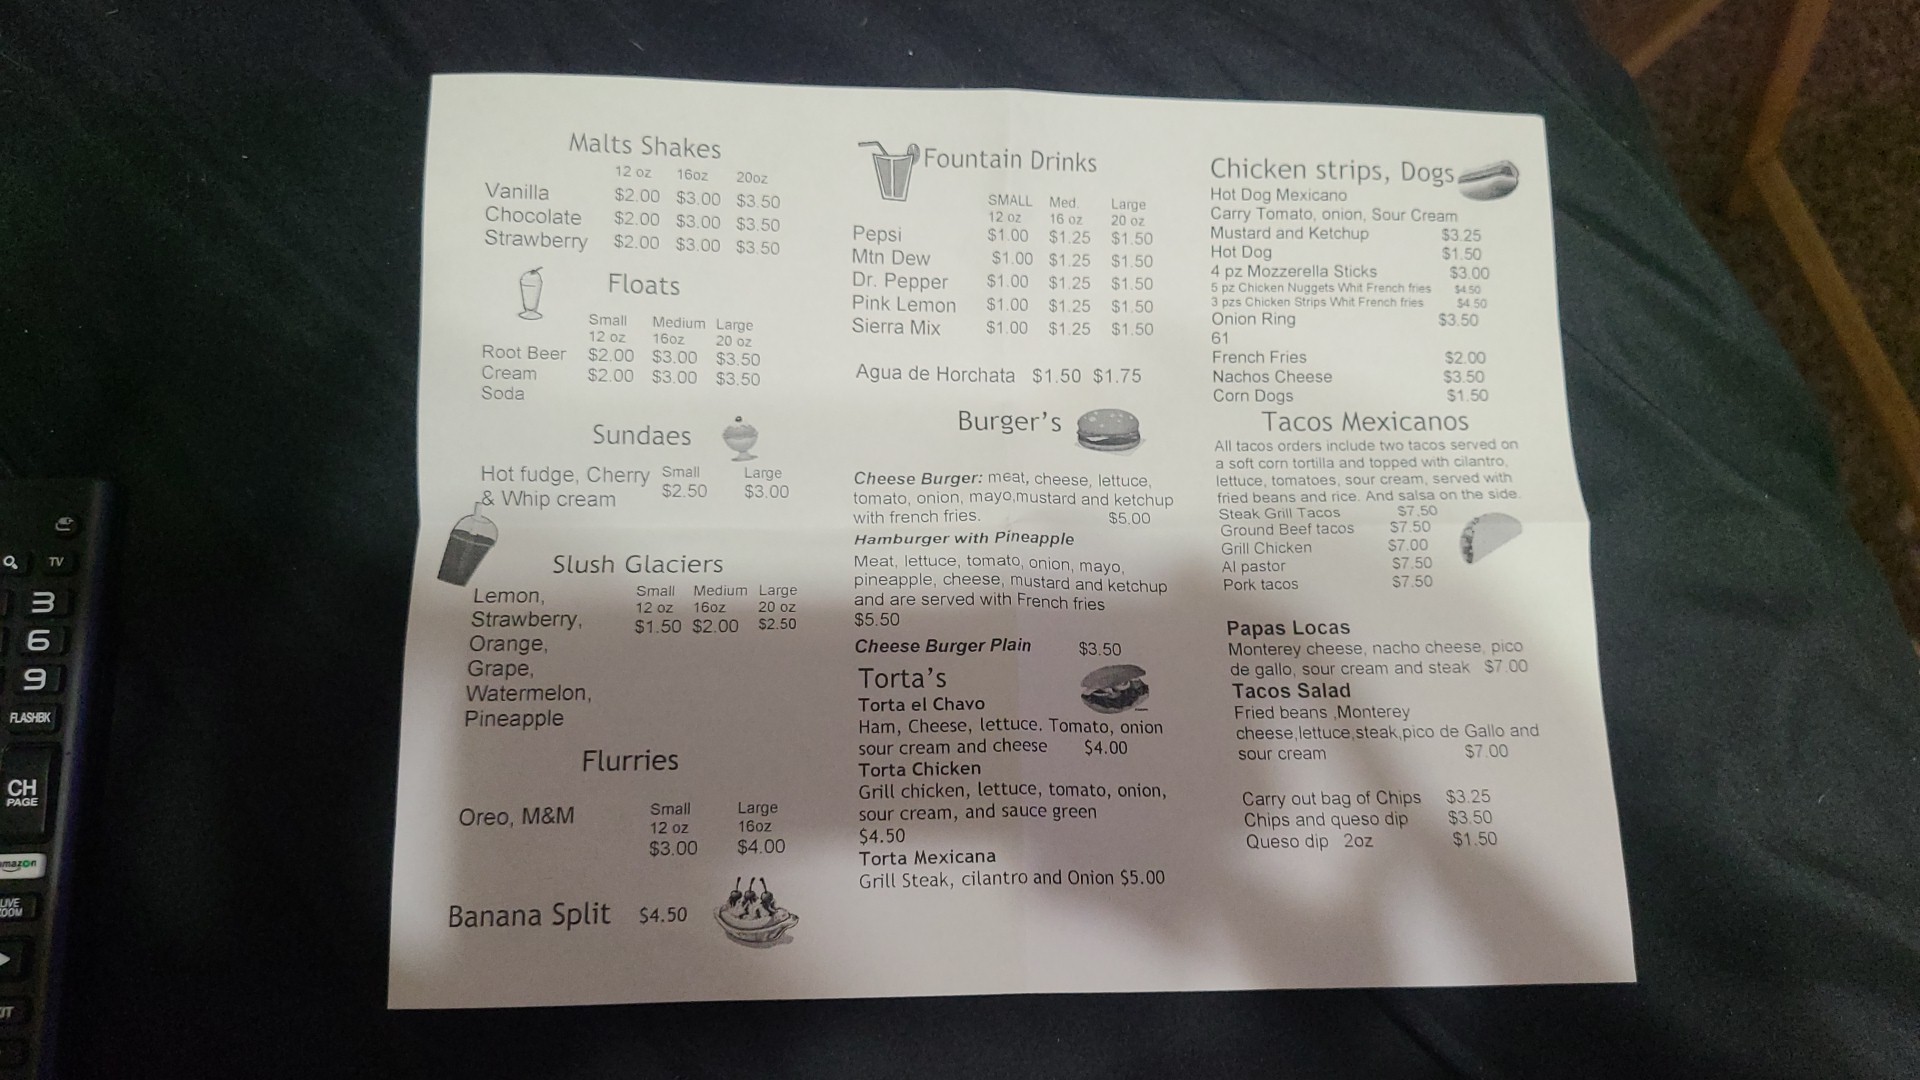 Malts Shakes
12 oz 16oz 20oz
Vanilla $2.00 $3.00 $3.50
Chocolate $2.00 $3.00 $3.50
Strawberry $2.00 $3.00 $3.50
Floats
Small Medium Large
12 oz 16oz 20 oz
Root Beer $2.00 $3.00 $3.50
Cream $2.00 $3.00 $3.50
Soda
Sundaes
Hot fudge, Cherry Small Large
& Whip cream $2.50 $3.00
Slush Glaciers
Lemon, Small Medium Large
Strawberry, 12 oz 16oz 20 oz
Orange, $1.50 $2.00 $2.50
Grape,
Watermelon,
Pineapple
Flurries
Oreo, M&M Small Large
12 oz 16oz
$3.00 $4.00
Banana Split $4.50
Fountain Drinks
SMALL Med. Large
12 oz 16 oz 20 oz
Pepsi $1.00 $1.25 $1.50
Mtn Dew $1.00 $1.25 $1.50
Dr. Pepper $1.00 $1.25 $1.50
Pink Lemon $1.00 $1.25 $1.50
Sierra Mix $1.00 $1.25 $1.50
Agua de Horchata $1.50 $1.75
Burger's
Cheese Burger: meat, cheese, lettuce,
tomato, onion, mayo,mustard and ketchup
with french fries. $5.00
Hamburger with Pineapple
Meat, lettuce, tomato, onion, mayo,
pineapple, cheese, mustard and ketchup
and are served with French fries
$5.50
Cheese Burger Plain $3.50
Torta's
Torta el Chavo
Ham, Cheese, lettuce. Tomato, onion
sour cream and cheese $4.00
Torta Chicken
Grill chicken, lettuce, tomato, onion,
sour cream, and sauce green
$4.50
Torta Mexicana
Grill Steak, cilantro and Onion $5.00
Chicken strips, Dogs
Hot Dog Mexicano
Carry Tomato, onion, Sour Cream
Mustard and Ketchup $3.25
Hot Dog $1.50
4 pz Mozzerella Sticks $3.00
5 pz Chicken Nuggets Whit French fries $4.50
3 pzs Chicken Strips Whit French fries $4.50
Onion Ring $3.50
61
French Fries $2.00
Nachos Cheese $3.50
Corn Dogs $1.50
Tacos Mexicanos
All tacos orders include two tacos served on
a soft corn tortilla and topped with cilantro,
lettuce, tomatoes, sour cream, served with
fried beans and rice. And salsa on the side.
Steak Grill Tacos $7.50
Ground Beef tacos $7.50
Grill Chicken $7.00
Al pastor $7.50
Pork tacos $7.50
Papas Locas
Monterey cheese, nacho cheese, pico
de gallo, sour cream and steak $7.00
Tacos Salad
Fried beans ,Monterey
cheese,lettuce,steak,pico de Gallo and
sour cream $7.00
Carry out bag of Chips $3.25
Chips and queso dip $3.50
Queso dip 2oz $1.50
TV
3
6
9
FLASHBK
CH
PAGE